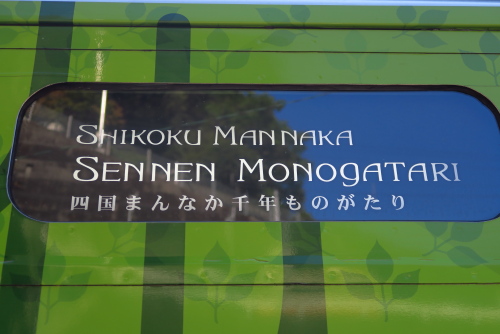 Shikoku Mannaka
Sennen Monogatari
四国まんなか千年ものがたり